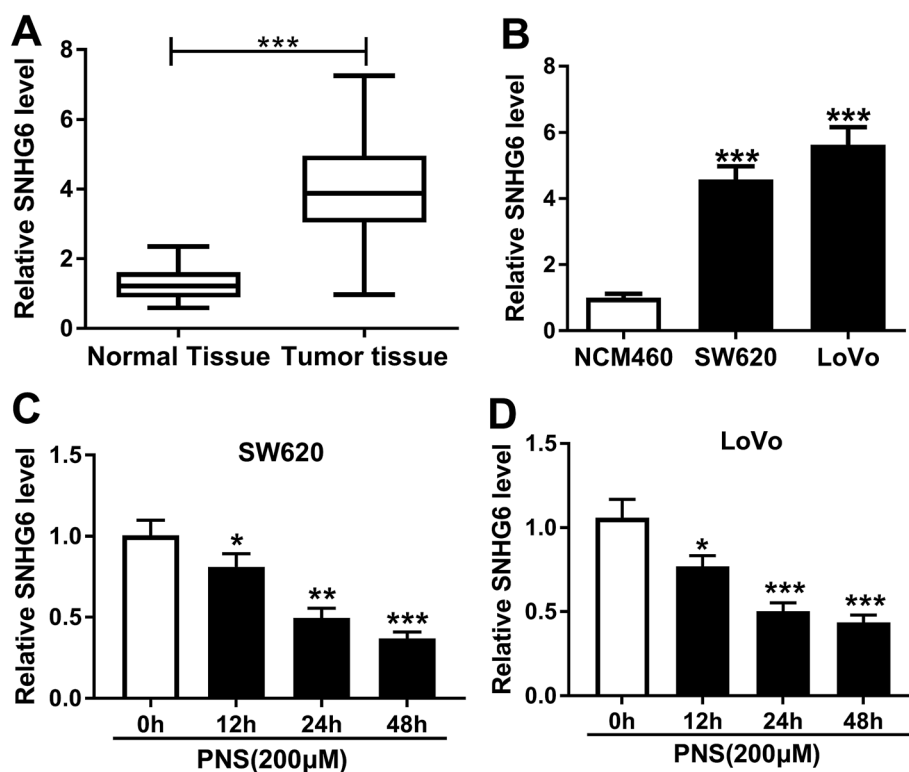 A
Relative SNHG6 level
8
6
4
2
0
***
Normal Tissue Tumor tissue
B
Relative SNHG6 level
8
6
4
2
0
***
***
NCM460 SW620 LoVo
C
SW620
Relative SNHG6 level
1.5
1.0
0.5
0.0
*
**
***
0h 12h 24h 48h
PNS(200μM)
D
LoVo
Relative SNHG6 level
1.5
1.0
0.5
0.0
*
***
***
0h 12h 24h 48h
PNS(200μM)